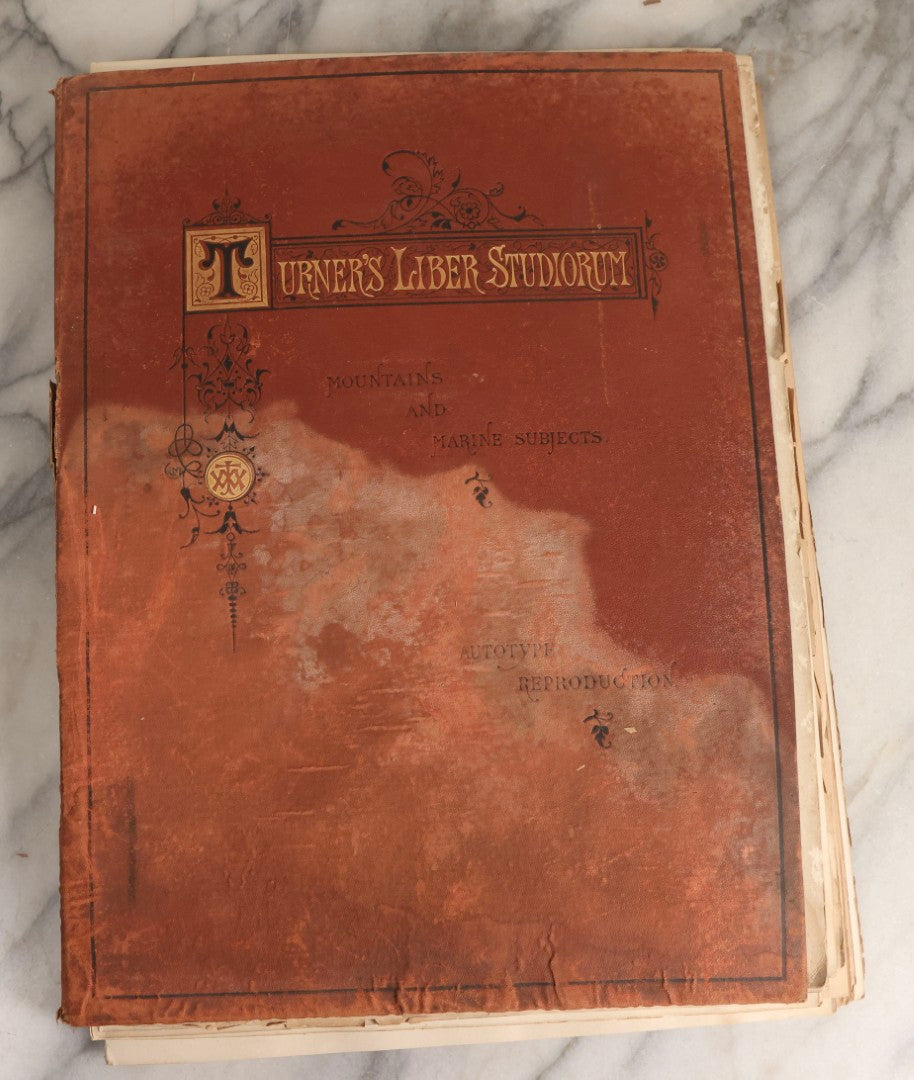 TURNER'S LIBER STUDIORUM
MOUNTAINS
AND
MARINE SUBJECTS
AUTOTYPE
REPRODUCTION